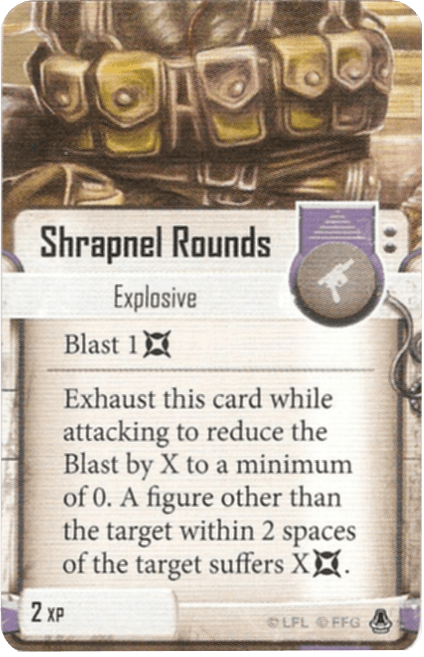 Shrapnel Rounds
Explosive
Blast 1
Exhaust this card while
attacking to reduce the
Blast by X to a minimum
of 0. A figure other than
the target within 2 spaces
of the target suffers X.
2 XP
© LFL © FFG